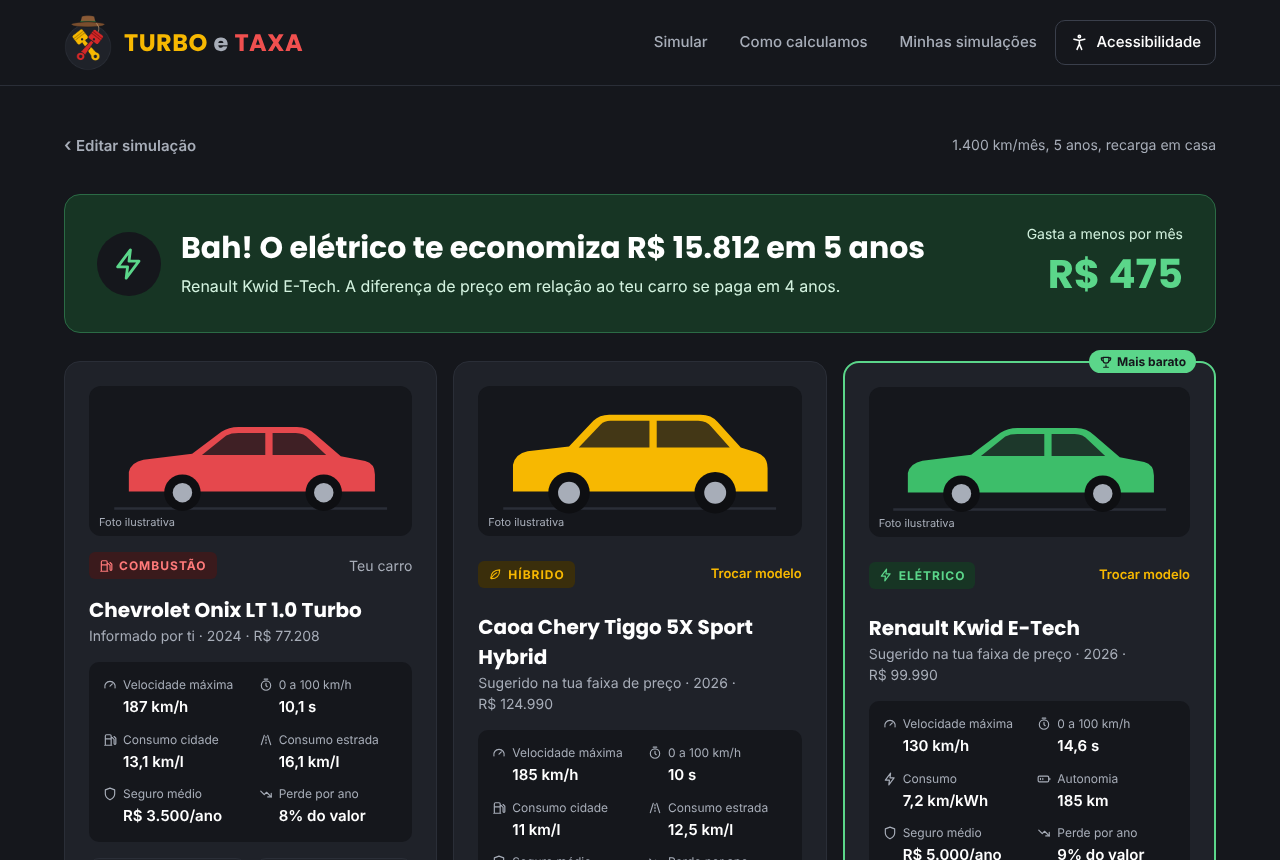 TURBO e TAXA
Simular
Como calculamos
Minhas simulações
Acessibilidade
‹ Editar simulação
1.400 km/mês, 5 anos, recarga em casa
Bah! O elétrico te economiza R$ 15.812 em 5 anos
Renault Kwid E-Tech. A diferença de preço em relação ao teu carro se paga em 4 anos.
Gasta a menos por mês
R$ 475
Foto ilustrativa
COMBUSTÃO
Teu carro
Chevrolet Onix LT 1.0 Turbo
Informado por ti · 2024 · R$ 77.208
Velocidade máxima
187 km/h
0 a 100 km/h
10,1 s
Consumo cidade
13,1 km/l
Consumo estrada
16,1 km/l
Seguro médio
R$ 3.500/ano
Perde por ano
8% do valor
Foto ilustrativa
HÍBRIDO
Trocar modelo
Caoa Chery Tiggo 5X Sport
Hybrid
Sugerido na tua faixa de preço · 2026 ·
R$ 124.990
Velocidade máxima
185 km/h
0 a 100 km/h
10 s
Consumo cidade
11 km/l
Consumo estrada
12,5 km/l
Seguro médio
Perde por ano
Mais barato
Foto ilustrativa
ELÉTRICO
Trocar modelo
Renault Kwid E-Tech
Sugerido na tua faixa de preço · 2026 ·
R$ 99.990
Velocidade máxima
130 km/h
0 a 100 km/h
14,6 s
Consumo
7,2 km/kWh
Autonomia
185 km
Seguro médio
R$ 5.000/ano
Perde por ano
9% do valor